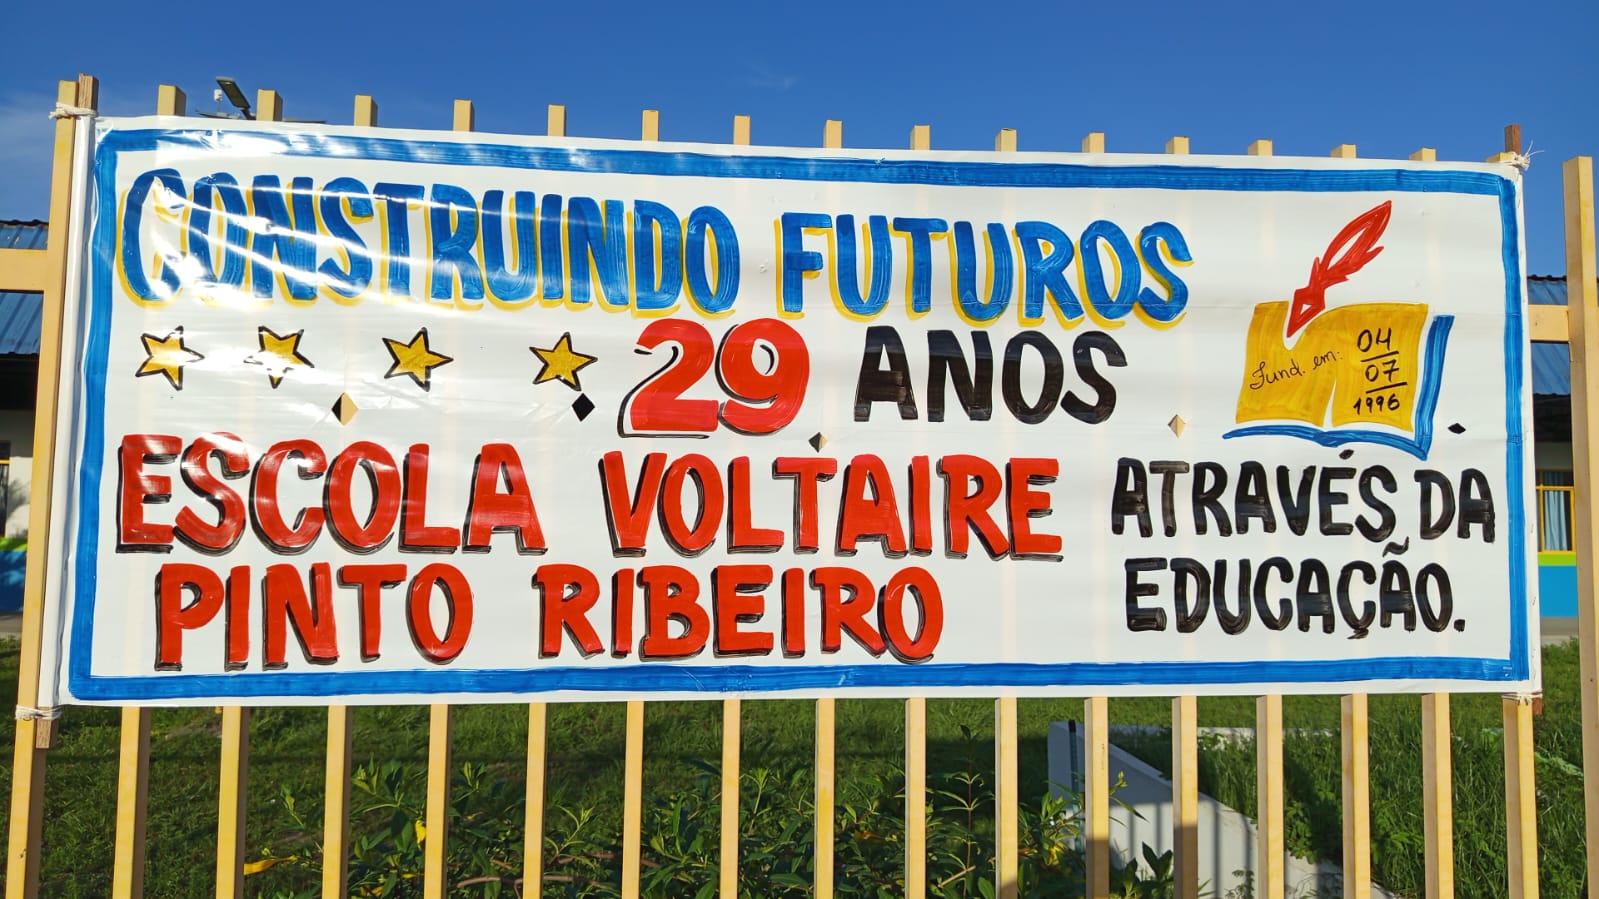 CONSTRUINDO FUTUROS
29 ANOS
Fund. em: 04
07
1996
ESCOLA VOLTAIRE
PINTO RIBEIRO
ATRAVÉS DA
EDUCAÇÃO.